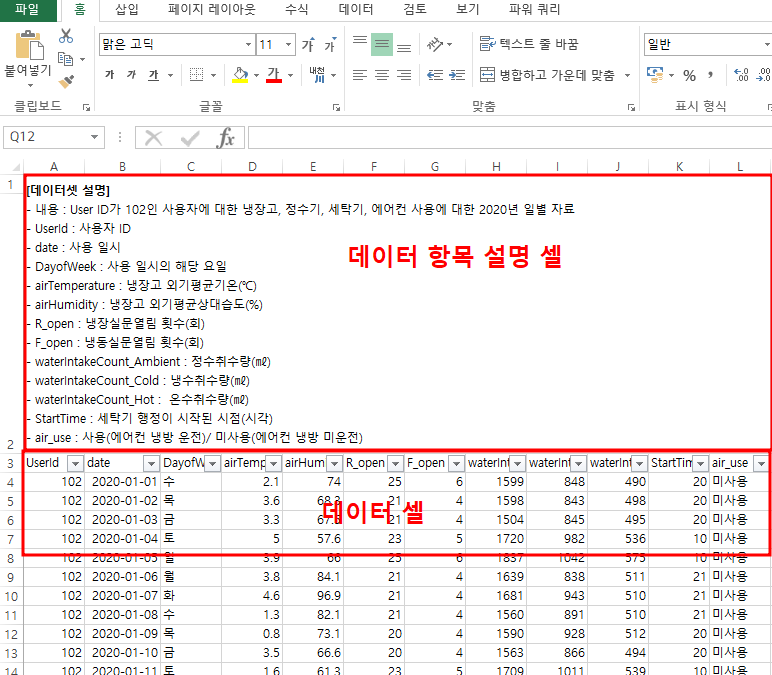 파일 홈 삽입 페이지 레이아웃 수식 데이터 검토 보기 파워 쿼리
붙여넣기 맑은 고딕 11 가 가 텍스트 줄 바꿈 일반
가 가 가 가 내천 병합하고 가운데 맞춤 % ,
클립보드 글꼴 맞춤 표시 형식
Q12 fx
A B C D E F G H I J K L
1 [데이터셋 설명]
- 내용 : User ID가 102인 사용자에 대한 냉장고, 정수기, 세탁기, 에어컨 사용에 대한 2020년 일별 자료
- UserId : 사용자 ID
- date : 사용 일시
데이터 항목 설명 셀
- DayofWeek : 사용 일시의 해당 요일
- airTemperature : 냉장고 외기평균기온(℃)
- airHumidity : 냉장고 외기평균상대습도(%)
- R_open : 냉장실문열림 횟수(회)
- F_open : 냉동실문열림 횟수(회)
- waterIntakeCount_Ambient : 정수취수량(㎖)
- waterIntakeCount_Cold : 냉수취수량(㎖)
- waterIntakeCount_Hot : 온수취수량(㎖)
- StartTime : 세탁기 행정이 시작된 시점(시각)
2 - air_use : 사용(에어컨 냉방 운전)/ 미사용(에어컨 냉방 미운전)
3 UserId date DayofW airTemp airHum R_open F_open waterInt waterInt waterInt StartTim air_use
4 102 2020-01-01 수 2.1 74 25 6 1599 848 490 20 미사용
5 102 2020-01-02 목 3.6 21 4 1598 843 498 20 미사용
데이터 셀
6 102 2020-01-03 금 3.3 21 4 1504 845 495 20 미사용
7 102 2020-01-04 토 5 57.6 23 5 1720 982 536 10 미사용
8 102 2020-01-05 일 3.9 66 25 6 1837 1042 575 10 미사용
9 102 2020-01-06 월 3.8 84.1 21 4 1639 838 511 21 미사용
10 102 2020-01-07 화 4.6 96.9 21 4 1681 943 510 21 미사용
11 102 2020-01-08 수 1.3 82.1 21 4 1560 891 510 21 미사용
12 102 2020-01-09 목 0.8 73.1 20 4 1590 928 512 20 미사용
13 102 2020-01-10 금 3.5 66.6 20 4 1563 866 494 20 미사용
14 102 2020-01-11 토 1.6 61.3 23 5 1709 1011 539 10 미사용